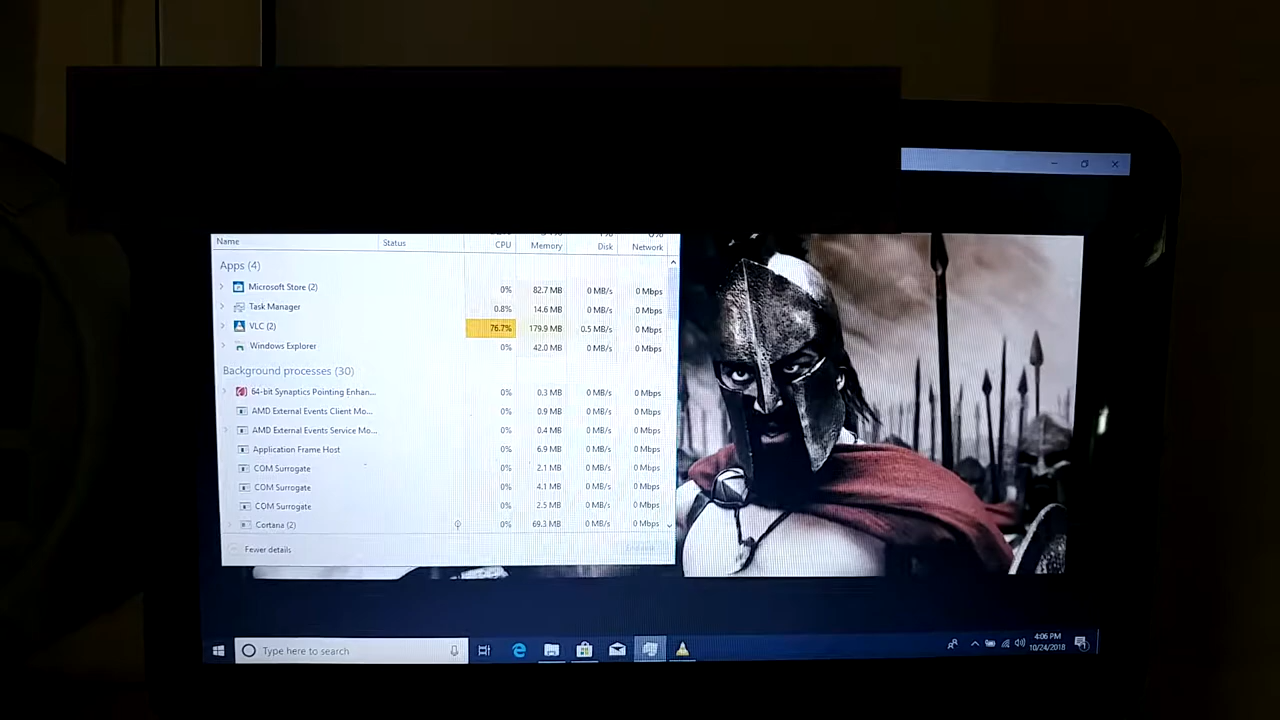 Name Status CPU Memory Disk Network
Apps (4)
Microsoft Store (2) 0% 82.7 MB 0 MB/s 0 Mbps
Task Manager 0.8% 14.6 MB 0 MB/s 0 Mbps
VLC (2) 76.7% 179.9 MB 0.5 MB/s 0 Mbps
Windows Explorer 0% 42.0 MB 0 MB/s 0 Mbps
Background processes (30)
64-bit Synaptics Pointing Enhan... 0% 0.3 MB 0 MB/s 0 Mbps
AMD External Events Client Mo... 0% 0.9 MB 0 MB/s 0 Mbps
AMD External Events Service Mo... 0% 0.4 MB 0 MB/s 0 Mbps
Application Frame Host 0% 6.9 MB 0 MB/s 0 Mbps
COM Surrogate 0% 2.1 MB 0 MB/s 0 Mbps
COM Surrogate 0% 4.1 MB 0 MB/s 0 Mbps
COM Surrogate 0% 2.5 MB 0 MB/s 0 Mbps
Cortana (2) 0% 69.3 MB 0 MB/s 0 Mbps
Fewer details
Type here to search
4:06 PM
10/24/2018